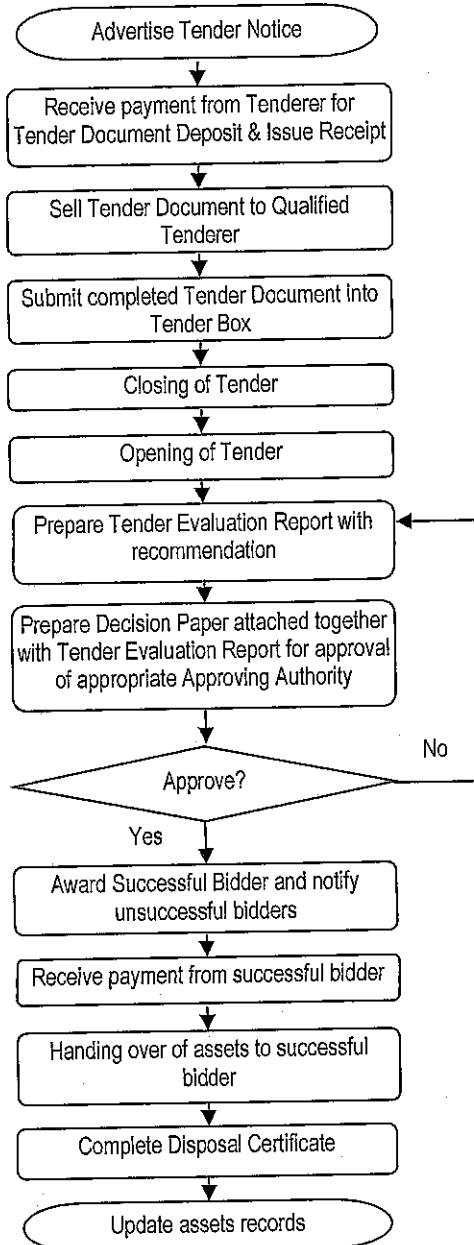 Advertise Tender Notice
Receive payment from Tenderer for
Tender Document Deposit & Issue Receipt
Sell Tender Document to Qualified
Tenderer
Submit completed Tender Document into
Tender Box
Closing of Tender
Opening of Tender
Prepare Tender Evaluation Report with
recommendation
Prepare Decision Paper attached together
with Tender Evaluation Report for approval
of appropriate Approving Authority
No
Approve?
Yes
Award Successful Bidder and notify
unsuccessful bidders
Receive payment from successful bidder
Handing over of assets to successful
bidder
Complete Disposal Certificate
Update assets records